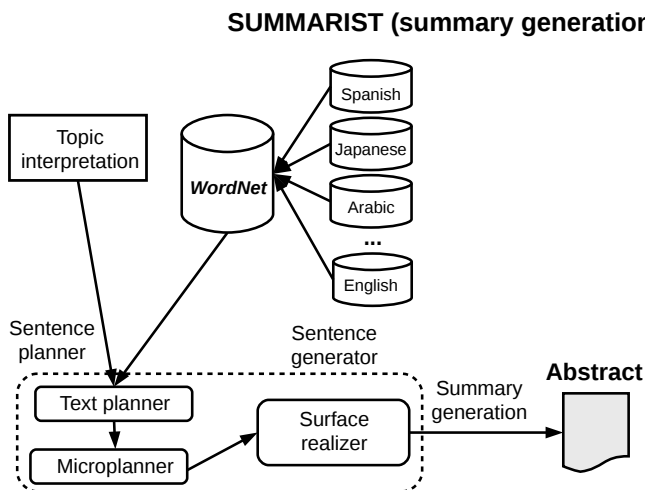 SUMMARIST (summary generation
Spanish
Topic
interpretation
Japanese
WordNet
Arabic
...
English
Sentence
planner
Sentence
generator
Text planner
Microplanner
Surface
realizer
Summary
generation
Abstract